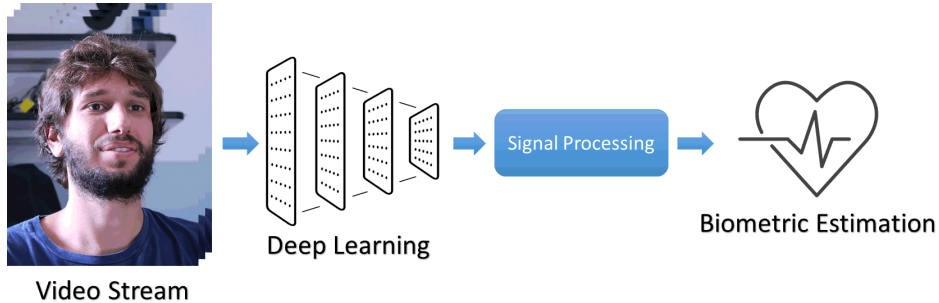 Video Stream
Deep Learning
Signal Processing
Biometric Estimation